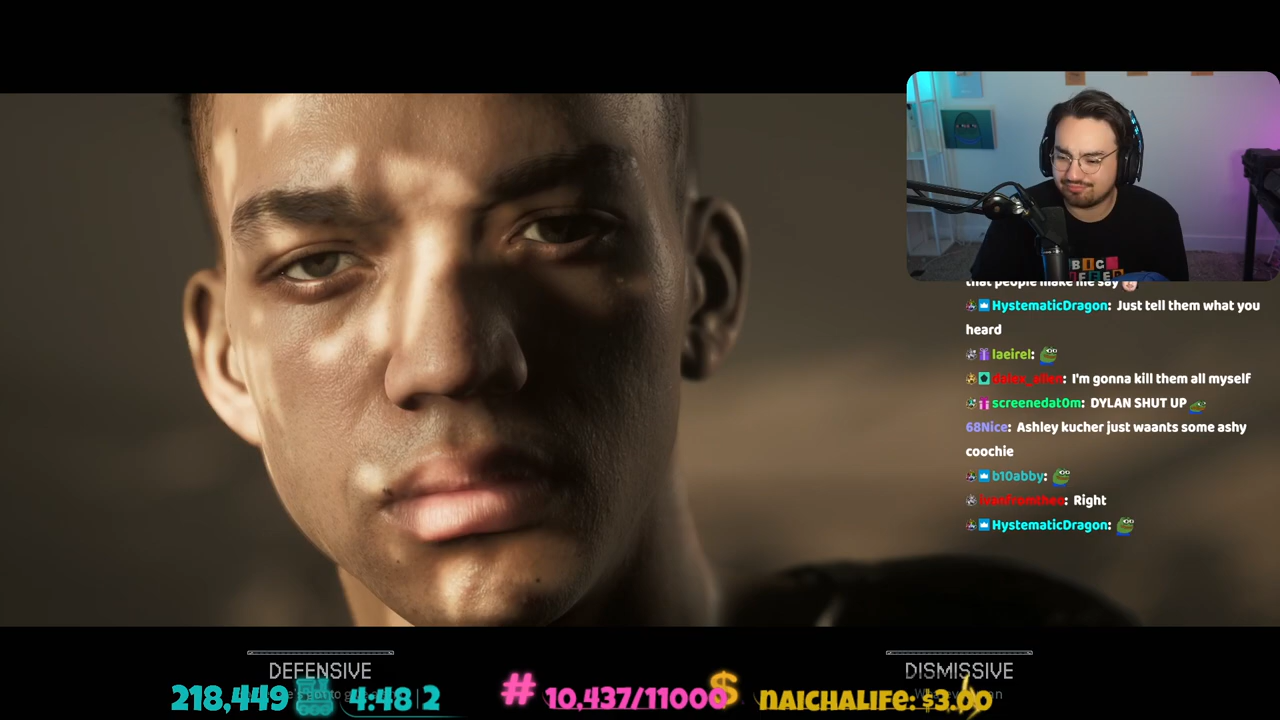 BIG
that people make me say
HystematicDragon: Just tell them what you
heard
laeirel:
I'm gonna kill them all myself
screenedat0m: DYLAN SHUT UP
68Nice: Ashley kucher just waants some ashy
coochie
b10abby:
ivanfromtheo: Right
HystematicDragon:
DEFENSIVE
DISMISSIVE
218,449
4:48|2
# 10,437/11000
$ NAICHALIFE: $3.00